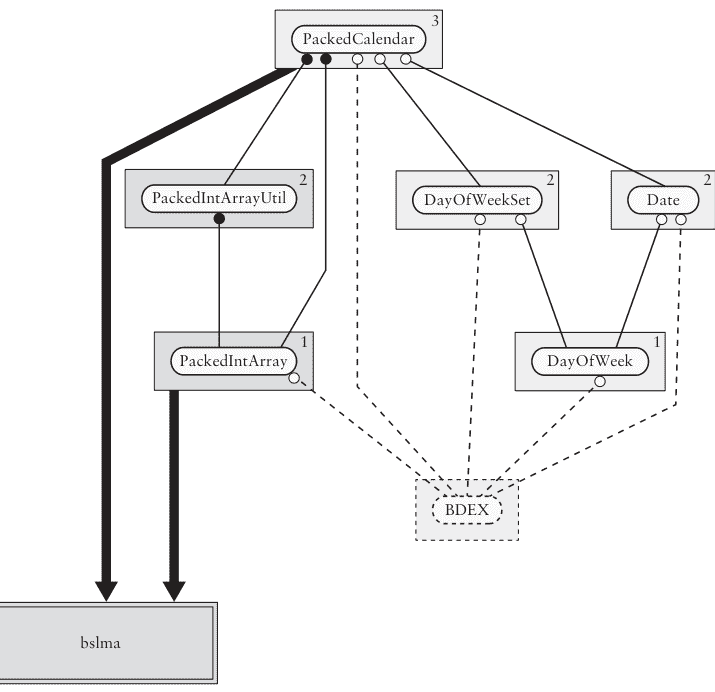 3
PackedCalendar
2
PackedIntArrayUtil
2
DayOfWeekSet
2
Date
1
PackedIntArray
1
DayOfWeek
BDEX
bslma